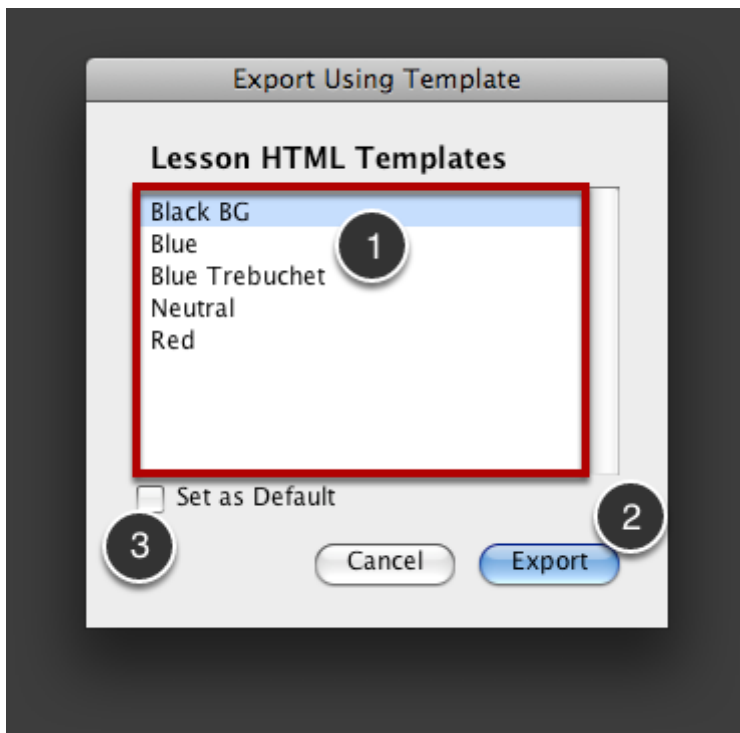 Export Using Template
Lesson HTML Templates
Black BG
Blue
1
Blue Trebuchet
Neutral
Red
Set as Default
2
3
Cancel Export